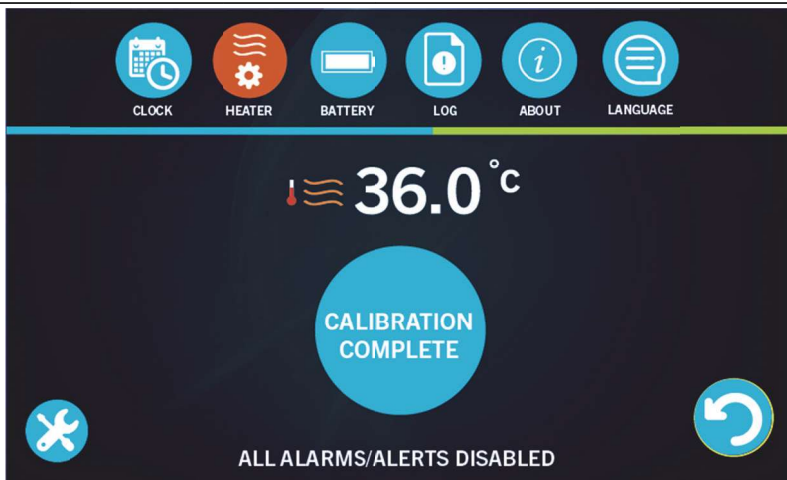 CLOCK HEATER BATTERY LOG ABOUT LANGUAGE
36.0 °C
CALIBRATION
COMPLETE
ALL ALARMS/ALERTS DISABLED